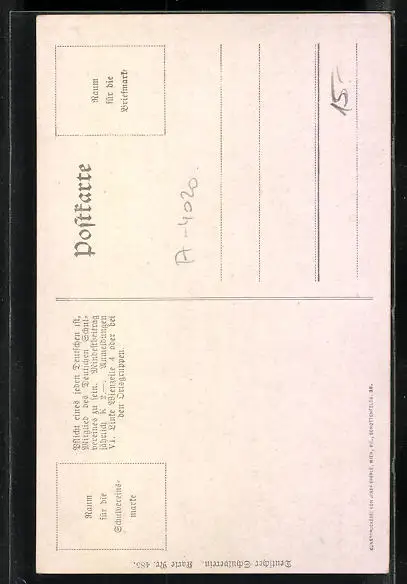 Raum
für die
Schulvereins-
marke
Pflicht eines jeden Deutschen ist,
Mitglied des Deutschen Schul-
vereines zu sein. Mindestbeitrag
jährlich K 2.—. Anmeldungen
VI. Linke Wienzeile 4 oder bei
den Ortsgruppen.
Postkarte
Raum
für die
Briefmarke
A-4020.
15.-
Deutscher Schulverein. Karte Nr. 485.